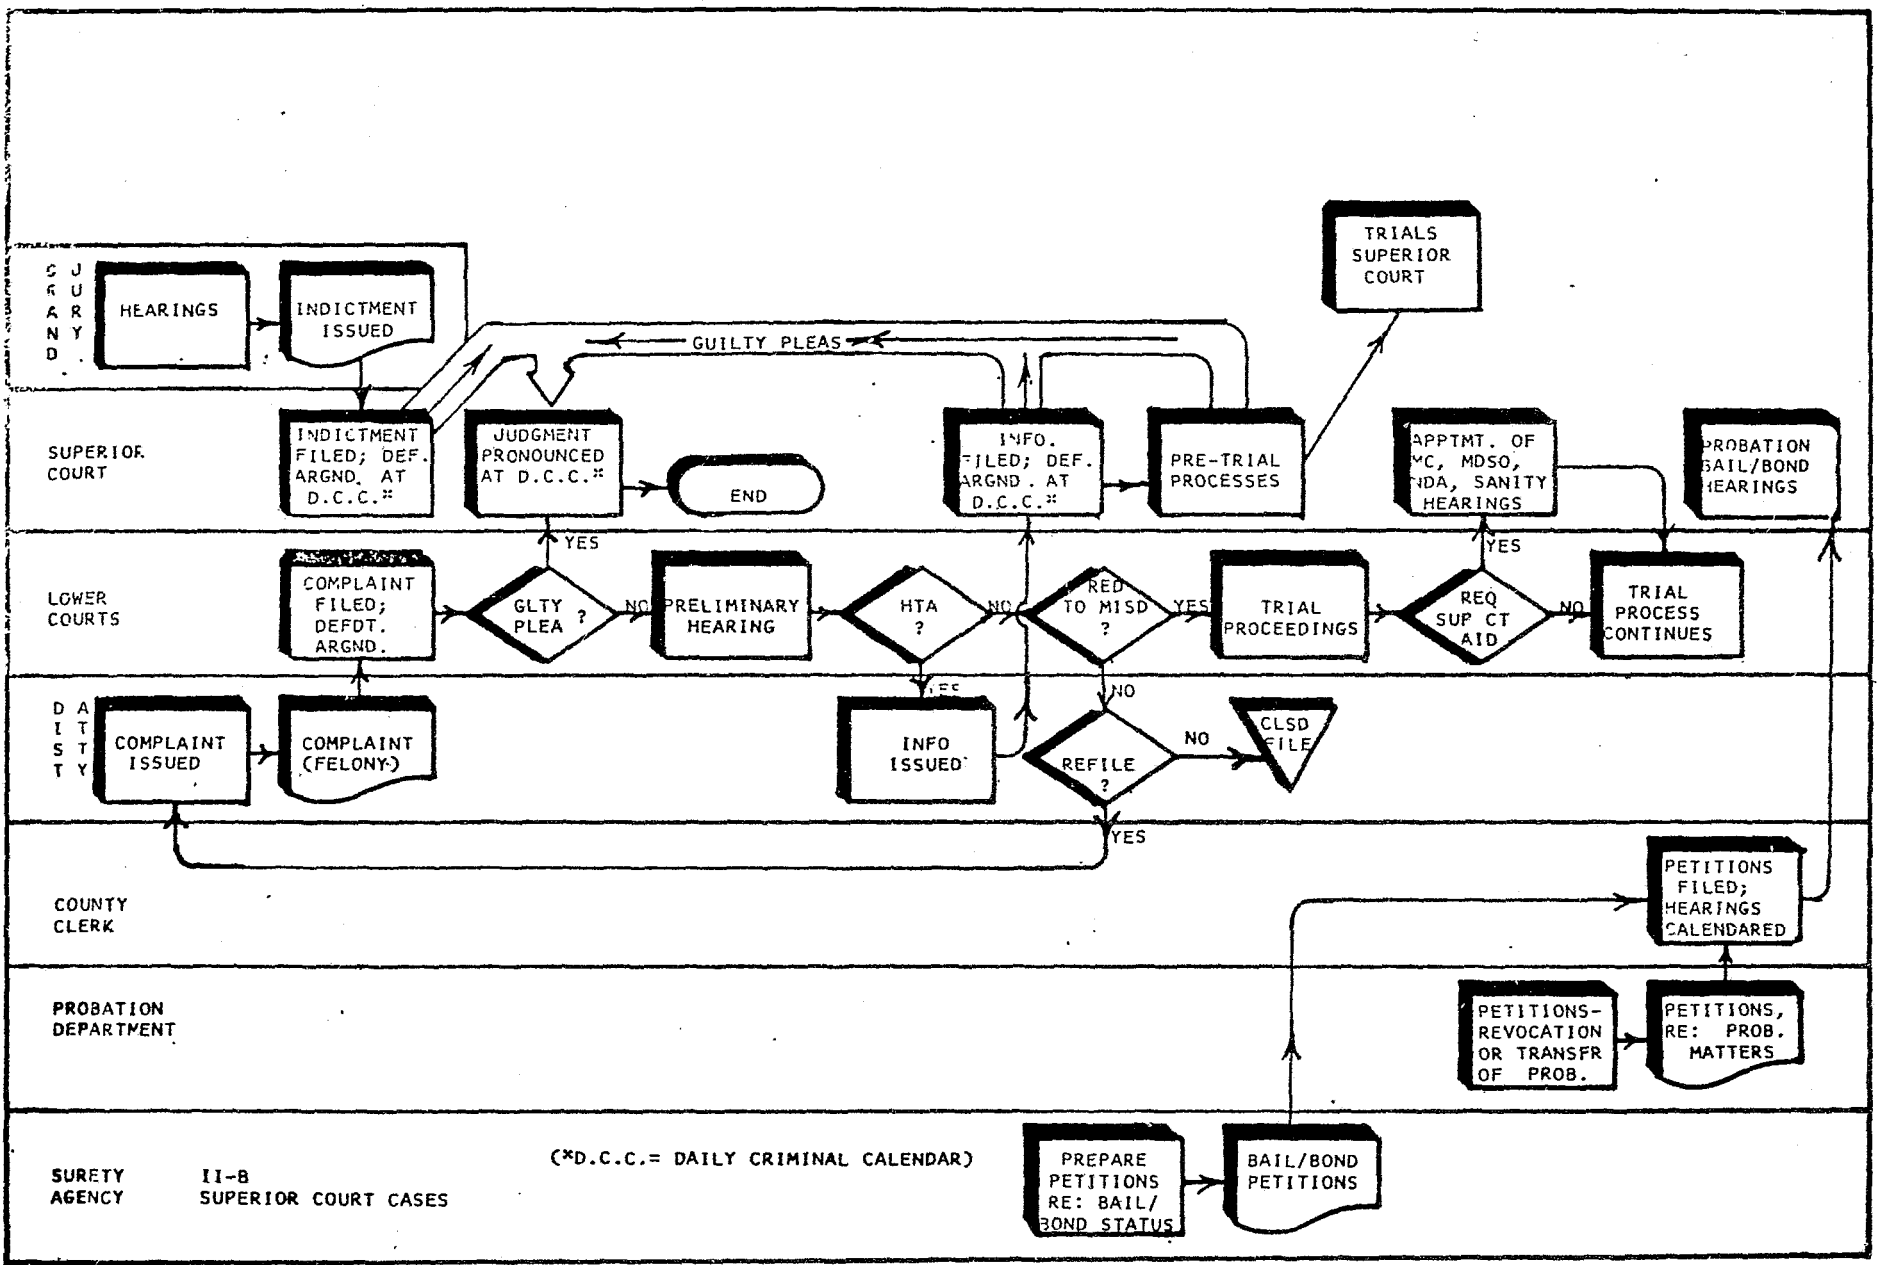 TRIALS
SUPERIOR
COURT
GRAND
JURY.
HEARINGS
INDICTMENT
ISSUED
GUILTY PLEAS
SUPERIOR
COURT
INDICTMENT
FILED; DEF.
ARGND. AT
D.C.C.*
JUDGMENT
PRONOUNCED
AT D.C.C.*
END
INFO.
FILED; DEF.
ARGND. AT
D.C.C.*
PRE-TRIAL
PROCESSES
APPTMT. OF
MC, MDSO,
NDA, SANITY
HEARINGS
PROBATION
BAIL/BOND
HEARINGS
YES
YES
LOWER
COURTS
COMPLAINT
FILED;
DEFDT.
ARGND.
GLTY
PLEA ?
NO
PRELIMINARY
HEARING
HTA
?
NO
RED
TO MISD
?
YES
TRIAL
PROCEEDINGS
REQ
SUP CT
AID
NO
TRIAL
PROCESS
CONTINUES
YES
NO
DIST
ATTY
COMPLAINT
ISSUED
COMPLAINT
(FELONY)
INFO
ISSUED
REFILE
?
NO
CLSD
FILE
YES
COUNTY
CLERK
PETITIONS
FILED;
HEARINGS
CALENDARED
PROBATION
DEPARTMENT
PETITIONS-
REVOCATION
OR TRANSFR
OF PROB.
PETITIONS,
RE: PROB.
MATTERS
SURETY
AGENCY
II-B
SUPERIOR COURT CASES
(*D.C.C.= DAILY CRIMINAL CALENDAR)
PREPARE
PETITIONS
RE: BAIL/
BOND STATUS
BAIL/BOND
PETITIONS